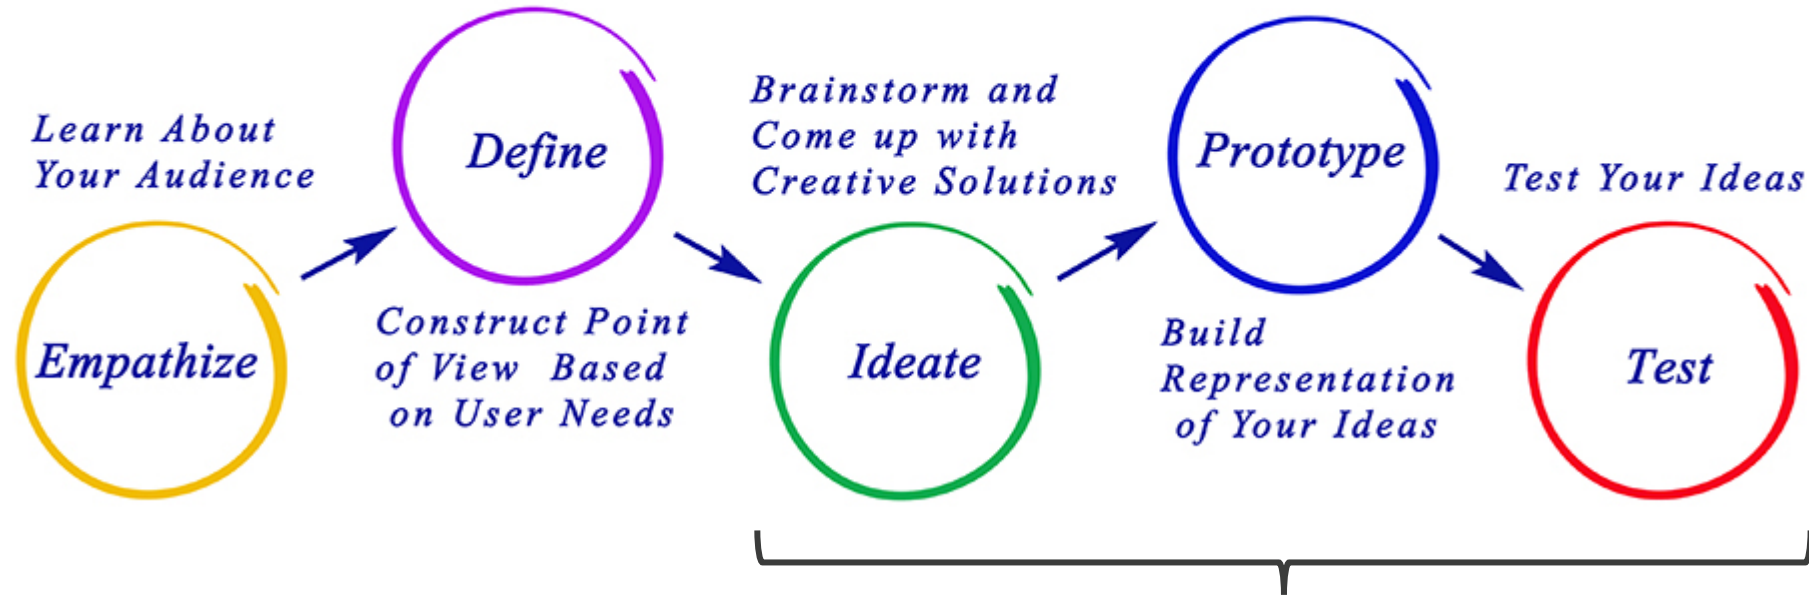 Learn About
Your Audience
Empathize
Define
Construct Point
of View Based
on User Needs
Brainstorm and
Come up with
Creative Solutions
Ideate
Prototype
Build
Representation
of Your Ideas
Test Your Ideas
Test